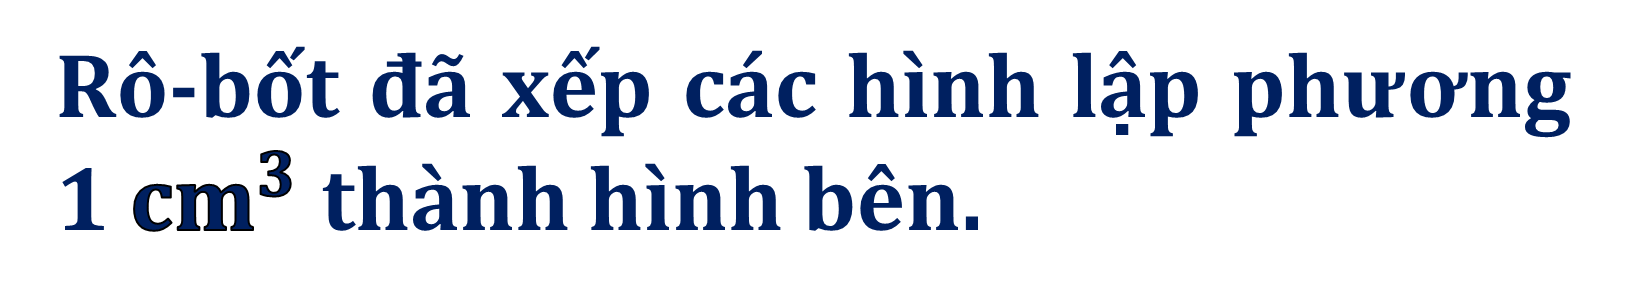 Rô-bốt đã xếp các hình lập phương
1 cm³ thành hình bên.